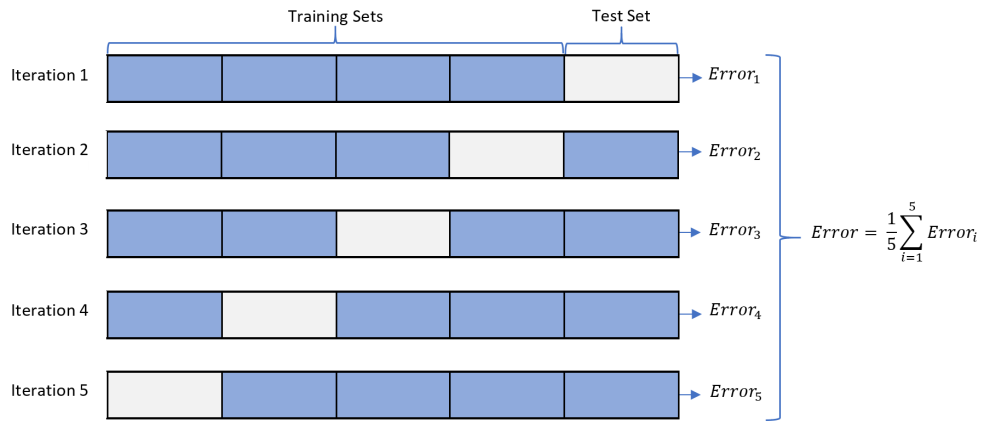 Training Sets
Test Set
Iteration 1
Error₁
Iteration 2
Error₂
Iteration 3
Error₃
Error = 1/5 ∑_{i=1}^{5} Errorᵢ
Iteration 4
Error₄
Iteration 5
Error₅